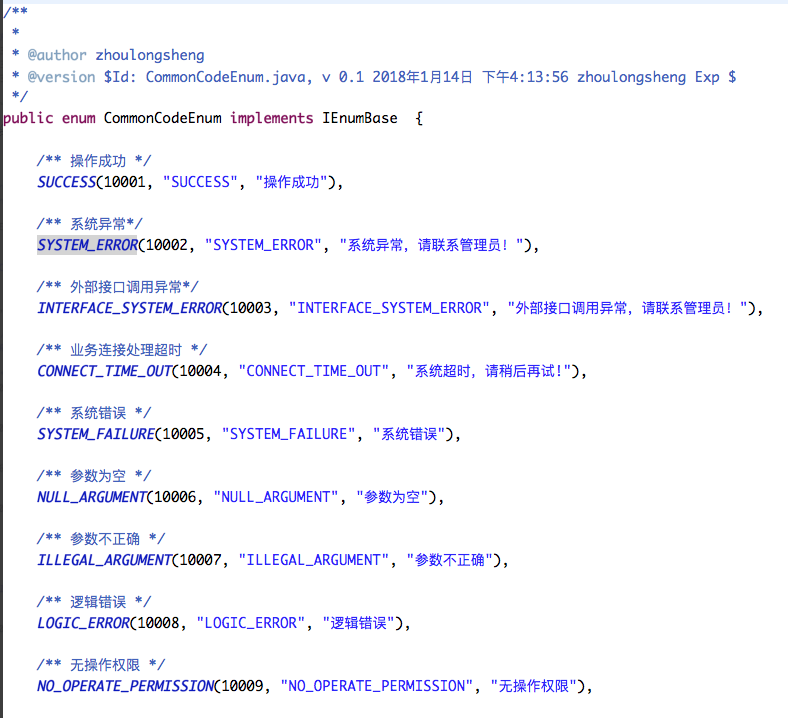 /**
 *
 * @author zhoulongsheng
 * @version $Id: CommonCodeEnum.java, v 0.1 2018年1月14日 下午4:13:56 zhoulongsheng Exp $
 */
public enum CommonCodeEnum implements IEnumBase  {
    /** 操作成功 */
    SUCCESS(10001, "SUCCESS", "操作成功"),
    /** 系统异常*/
    SYSTEM_ERROR(10002, "SYSTEM_ERROR", "系统异常，请联系管理员！"),
    /** 外部接口调用异常*/
    INTERFACE_SYSTEM_ERROR(10003, "INTERFACE_SYSTEM_ERROR", "外部接口调用异常，请联系管理员！"),
    /** 业务连接处理超时 */
    CONNECT_TIME_OUT(10004, "CONNECT_TIME_OUT", "系统超时，请稍后再试!"),
    /** 系统错误 */
    SYSTEM_FAILURE(10005, "SYSTEM_FAILURE", "系统错误"),
    /** 参数为空 */
    NULL_ARGUMENT(10006, "NULL_ARGUMENT", "参数为空"),
    /** 参数不正确 */
    ILLEGAL_ARGUMENT(10007, "ILLEGAL_ARGUMENT", "参数不正确"),
    /** 逻辑错误 */
    LOGIC_ERROR(10008, "LOGIC_ERROR", "逻辑错误"),
    /** 无操作权限 */
    NO_OPERATE_PERMISSION(10009, "NO_OPERATE_PERMISSION", "无操作权限"),